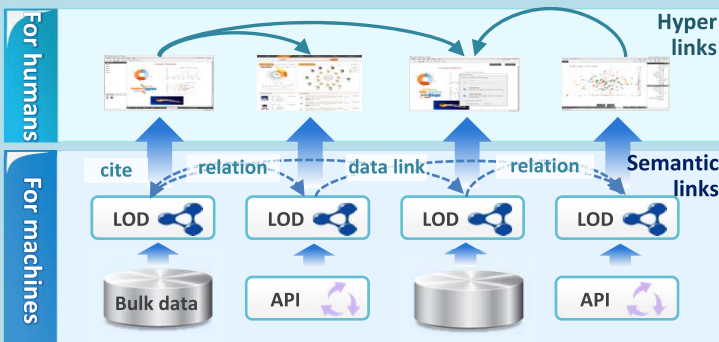 For humans
Hyper
links
For machines
cite
relation
data link
relation
Semantic
links
LOD
LOD
LOD
LOD
Bulk data
API
API